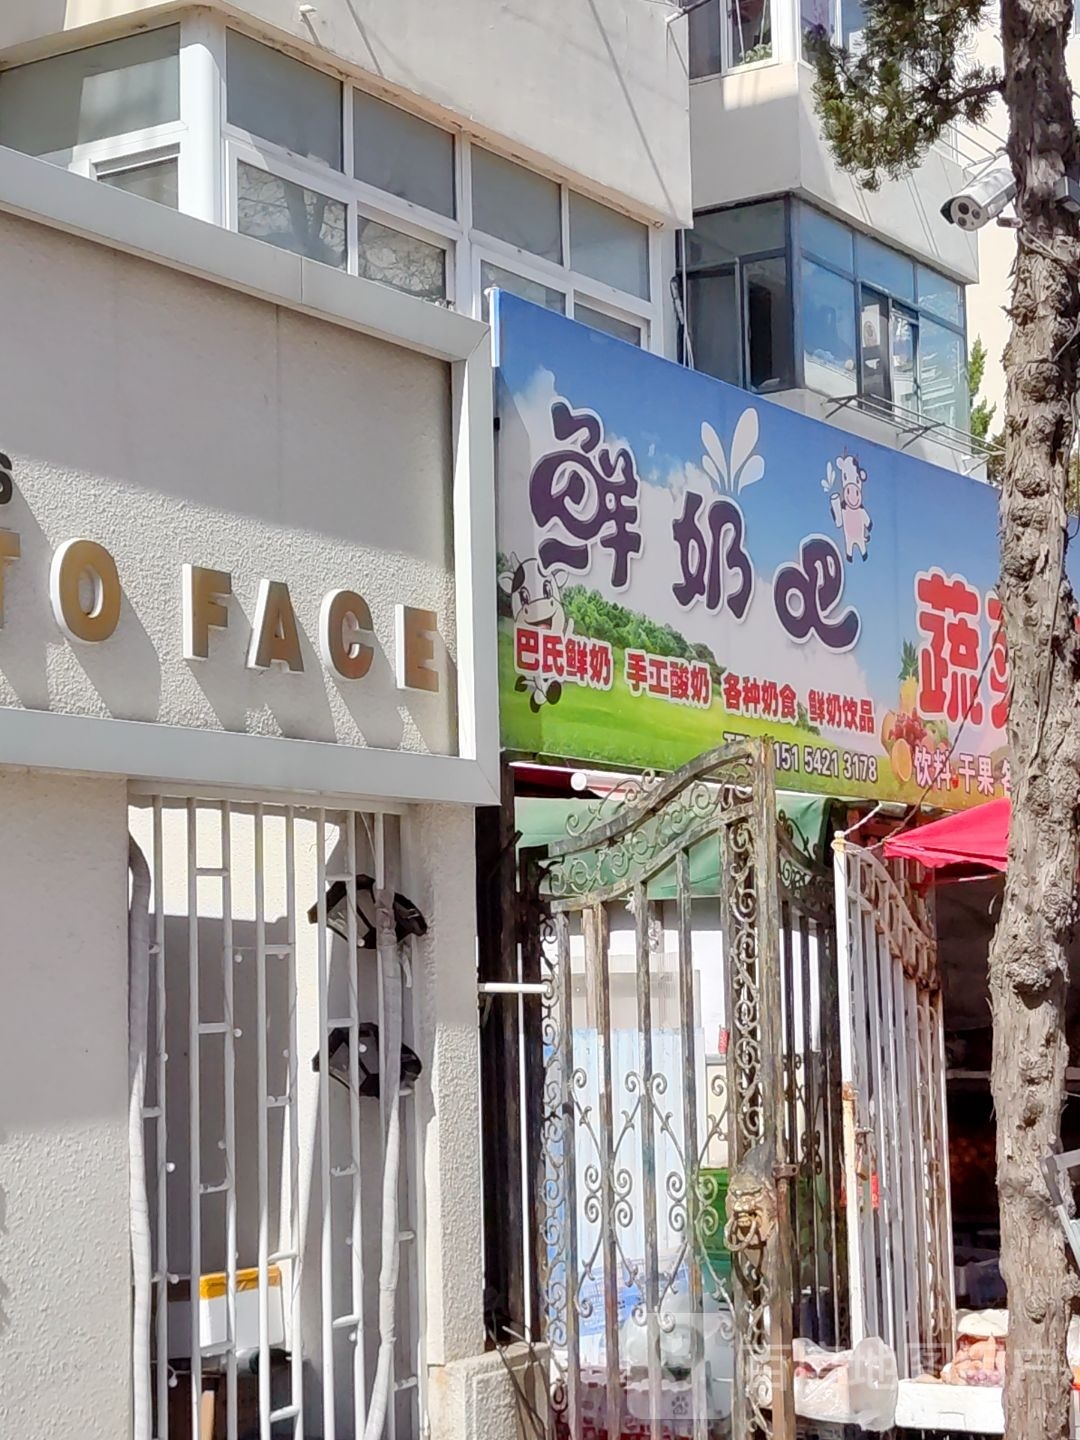 S
TO FACE
鲜奶吧
巴氏鲜奶 手工酸奶 各种奶食 鲜奶饮品
151 5421 3178
蔬
饮料 干果